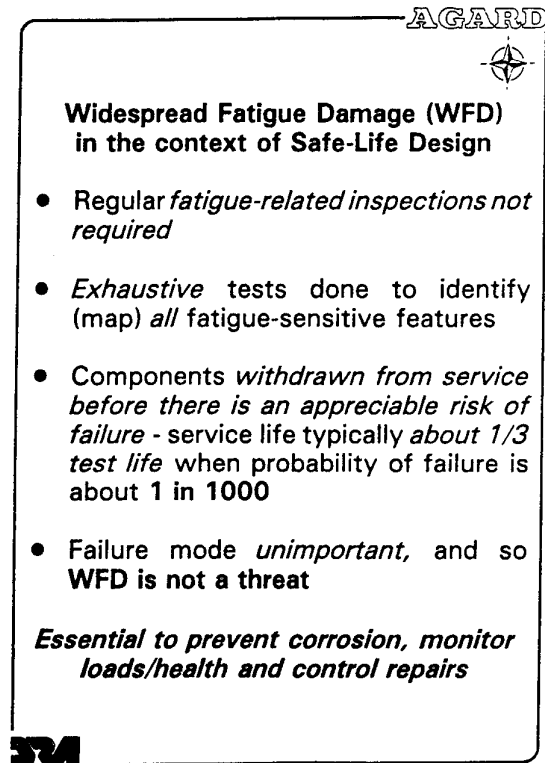 AGARD
Widespread Fatigue Damage (WFD)
in the context of Safe-Life Design
● Regular fatigue-related inspections not
required
● Exhaustive tests done to identify
(map) all fatigue-sensitive features
● Components withdrawn from service
before there is an appreciable risk of
failure - service life typically about 1/3
test life when probability of failure is
about 1 in 1000
● Failure mode unimportant, and so
WFD is not a threat
Essential to prevent corrosion, monitor
loads/health and control repairs